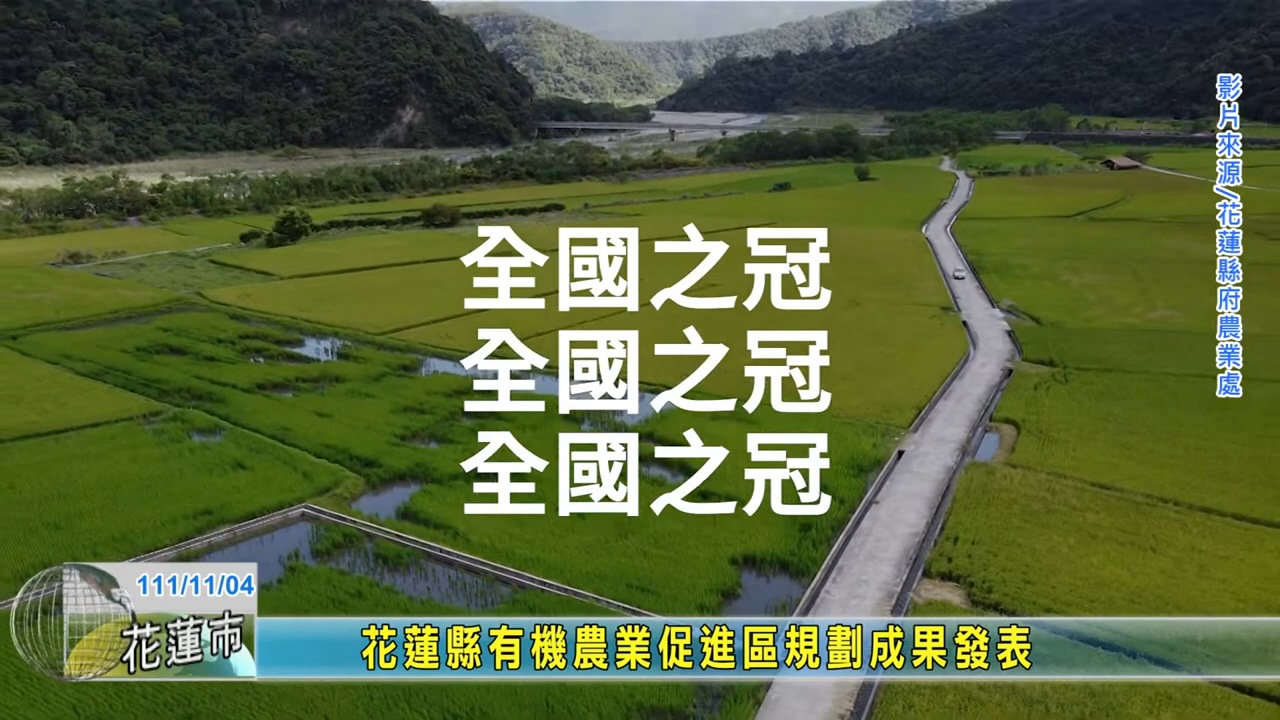 影片來源/花蓮縣府農業處
全國之冠
全國之冠
全國之冠
111/11/04
花蓮市
花蓮縣有機農業促進區規劃成果發表